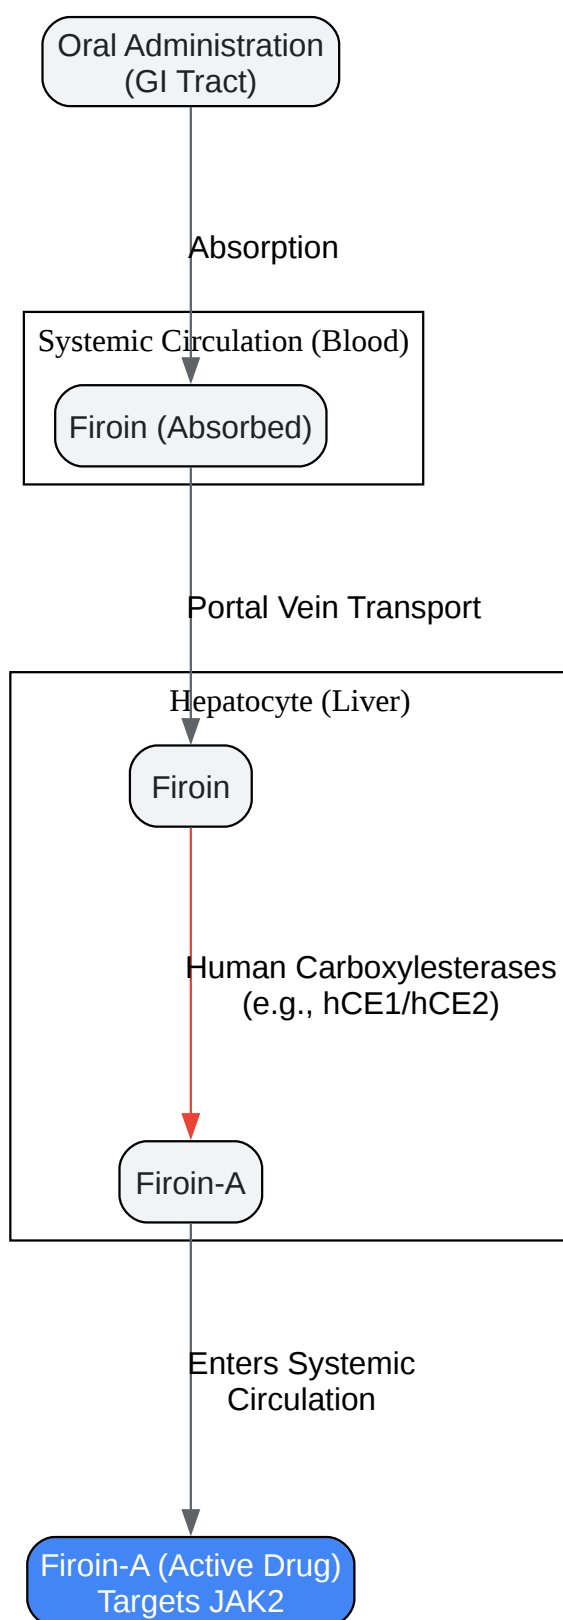 Oral Administration
(GI Tract)
Absorption
Systemic Circulation (Blood)
Firoin (Absorbed)
Portal Vein Transport
Hepatocyte (Liver)
Firoin
Human Carboxylesterases
(e.g., hCE1/hCE2)
Firoin-A
Enters Systemic
Circulation
Firoin-A (Active Drug)
Targets JAK2